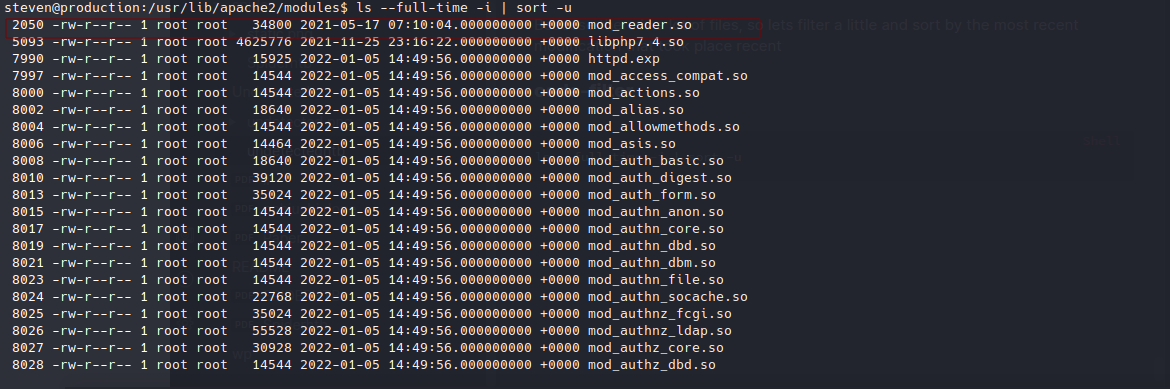 steven@production:/usr/lib/apache2/modules$ ls --full-time -i | sort -u
2050 -rw-r--r-- 1 root root 34800 2021-05-17 07:10:04.000000000 +0000 mod_reader.so
of files, so lets filter a little and sort by the most recent
5093 -rw-r--r-- 1 root root 4625776 2021-11-25 23:16:22.000000000 +0000 libphp7.4.so
place recent
7990 -rw-r--r-- 1 root root 15925 2022-01-05 14:49:56.000000000 +0000 httpd.exp
7997 -rw-r--r-- 1 root root 14544 2022-01-05 14:49:56.000000000 +0000 mod_access_compat.so
8000 -rw-r--r-- 1 root root 14544 2022-01-05 14:49:56.000000000 +0000 mod_actions.so
8002 -rw-r--r-- 1 root root 18640 2022-01-05 14:49:56.000000000 +0000 mod_alias.so
8004 -rw-r--r-- 1 root root 14544 2022-01-05 14:49:56.000000000 +0000 mod_allowmethods.so
8006 -rw-r--r-- 1 root root 14464 2022-01-05 14:49:56.000000000 +0000 mod_asis.so
8008 -rw-r--r-- 1 root root 18640 2022-01-05 14:49:56.000000000 +0000 mod_auth_basic.so
8010 -rw-r--r-- 1 root root 39120 2022-01-05 14:49:56.000000000 +0000 mod_auth_digest.so
8013 -rw-r--r-- 1 root root 35024 2022-01-05 14:49:56.000000000 +0000 mod_auth_form.so
8015 -rw-r--r-- 1 root root 14544 2022-01-05 14:49:56.000000000 +0000 mod_authn_anon.so
8017 -rw-r--r-- 1 root root 14544 2022-01-05 14:49:56.000000000 +0000 mod_authn_core.so
8019 -rw-r--r-- 1 root root 14544 2022-01-05 14:49:56.000000000 +0000 mod_authn_dbd.so
8021 -rw-r--r-- 1 root root 14544 2022-01-05 14:49:56.000000000 +0000 mod_authn_dbm.so
8023 -rw-r--r-- 1 root root 14544 2022-01-05 14:49:56.000000000 +0000 mod_authn_file.so
8024 -rw-r--r-- 1 root root 22768 2022-01-05 14:49:56.000000000 +0000 mod_authn_socache.so
8025 -rw-r--r-- 1 root root 35024 2022-01-05 14:49:56.000000000 +0000 mod_authnz_fcgi.so
8026 -rw-r--r-- 1 root root 55528 2022-01-05 14:49:56.000000000 +0000 mod_authnz_ldap.so
8027 -rw-r--r-- 1 root root 30928 2022-01-05 14:49:56.000000000 +0000 mod_authz_core.so
8028 -rw-r--r-- 1 root root 14544 2022-01-05 14:49:56.000000000 +0000 mod_authz_dbd.so